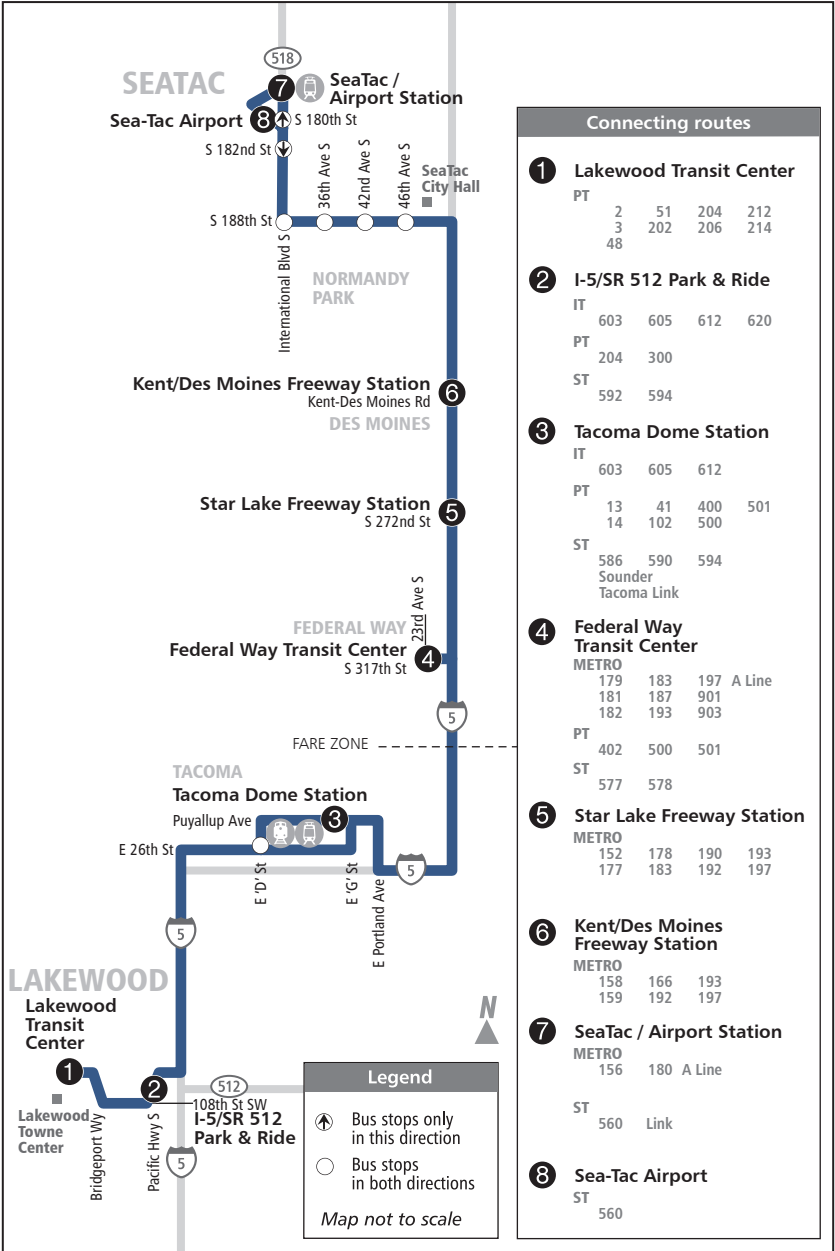 518
SEATAC
7
SeaTac /
Airport Station
Sea-Tac Airport
8
S 180th St
S 182nd St
36th Ave S
42nd Ave S
46th Ave S
SeaTac
City Hall
S 188th St
International Blvd S
NORMANDY
PARK
Kent/Des Moines Freeway Station
6
Kent-Des Moines Rd
DES MOINES
Star Lake Freeway Station
5
S 272nd St
23rd Ave S
FEDERAL WAY
Federal Way Transit Center
4
S 317th St
5
FARE ZONE
TACOMA
Tacoma Dome Station
Puyallup Ave
3
E 26th St
E 'D' St
E 'G' St
E Portland Ave
5
5
LAKEWOOD
Lakewood
Transit
Center
1
2
512
108th St SW
I-5/SR 512
Park & Ride
Lakewood
Towne
Center
Bridgeport Wy
Pacific Hwy S
5
N
Legend
Bus stops only
in this direction
Bus stops
in both directions
Map not to scale
Connecting routes
1 Lakewood Transit Center
PT
2 51 204 212
3 202 206 214
48
2 I-5/SR 512 Park & Ride
IT
603 605 612 620
PT
204 300
ST
592 594
3 Tacoma Dome Station
IT
603 605 612
PT
13 41 400 501
14 102 500
ST
586 590 594
Sounder
Tacoma Link
4 Federal Way
Transit Center
METRO
179 183 197 A Line
181 187 901
182 193 903
PT
402 500 501
ST
577 578
5 Star Lake Freeway Station
METRO
152 178 190 193
177 183 192 197
6 Kent/Des Moines
Freeway Station
METRO
158 166 193
159 192 197
7 SeaTac / Airport Station
METRO
156 180 A Line
ST
560 Link
8 Sea-Tac Airport
ST
560